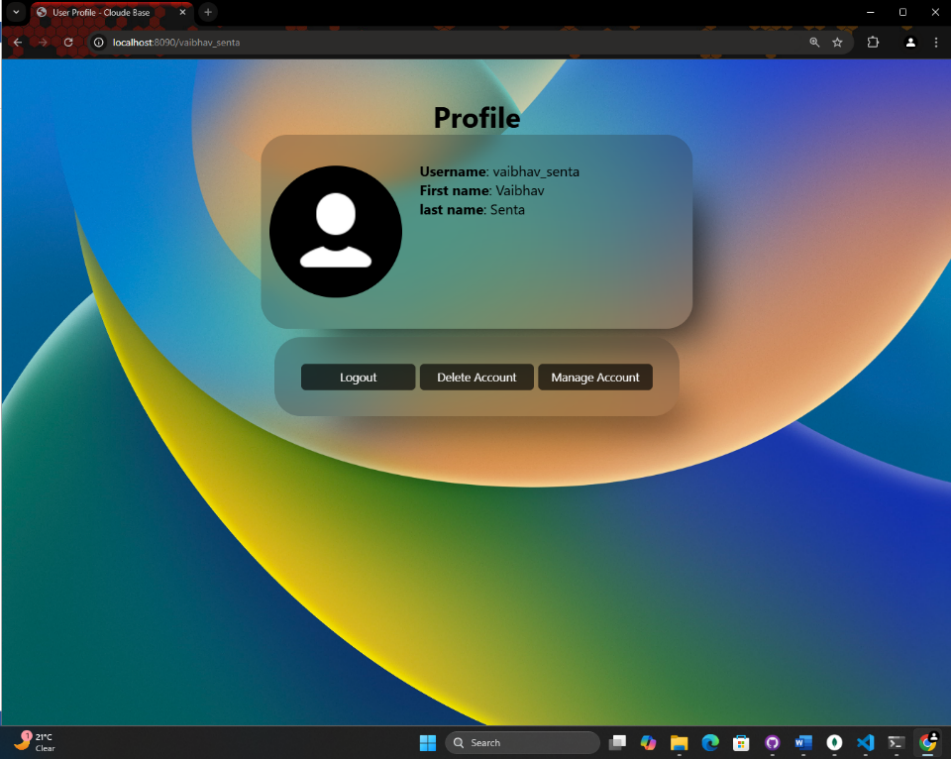 User Profile - Cloude Base
localhost:8090/vaibhav_senta
Profile
Username: vaibhav_senta
First name: Vaibhav
last name: Senta
Logout Delete Account Manage Account
21°C
Clear
Search